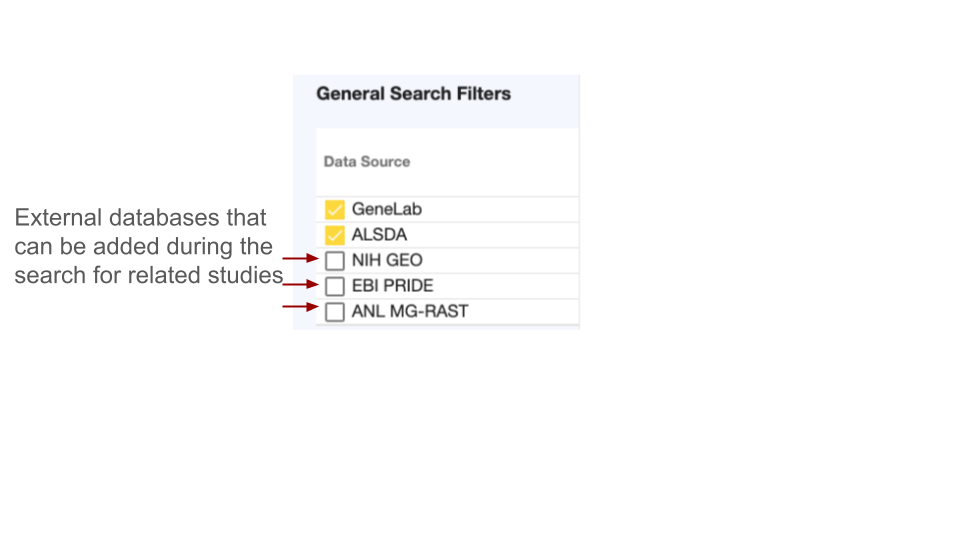 General Search Filters
Data Source
GeneLab
ALSDA
NIH GEO
EBI PRIDE
ANL MG-RAST
External databases that
can be added during the
search for related studies